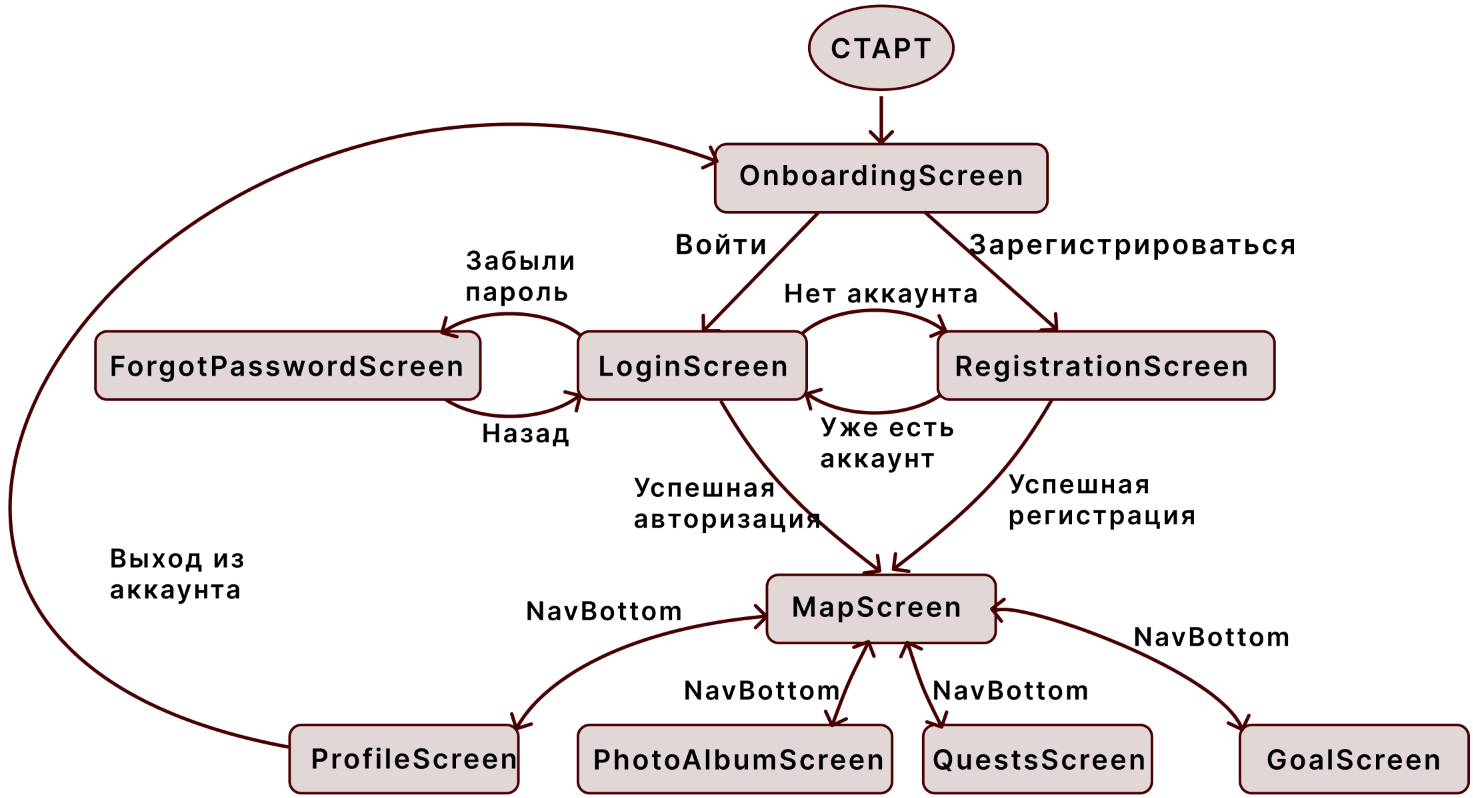 СТАРТ
OnboardingScreen
Войти
Зарегистрироваться
Забыли
пароль
Нет аккаунта
ForgotPasswordScreen
LoginScreen
RegistrationScreen
Назад
Уже есть
аккаунт
Успешная
авторизация
Успешная
регистрация
Выход из
аккаунта
NavBottom
MapScreen
NavBottom
NavBottom
NavBottom
ProfileScreen
PhotoAlbumScreen
QuestsScreen
GoalScreen